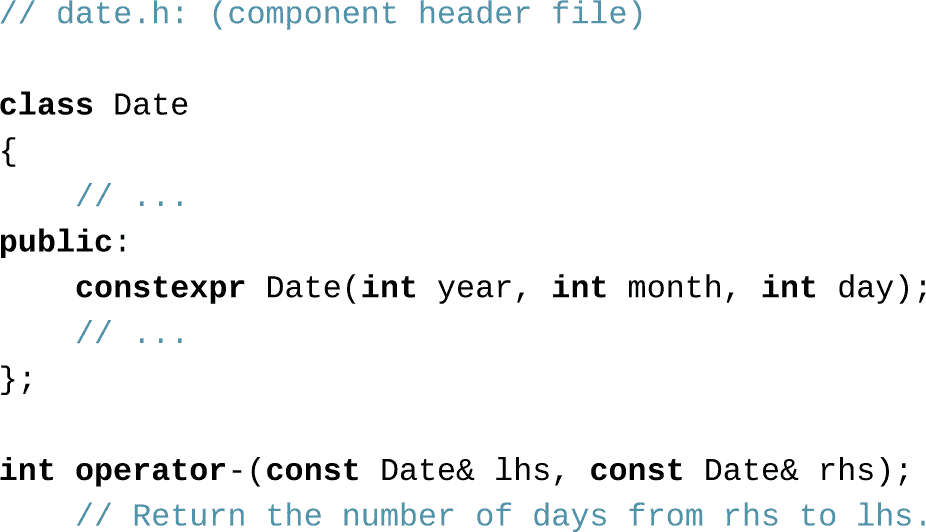 // date.h: (component header file)
class Date
{
    // ...
public:
    constexpr Date(int year, int month, int day);
    // ...
};
int operator-(const Date& lhs, const Date& rhs);
    // Return the number of days from rhs to lhs.